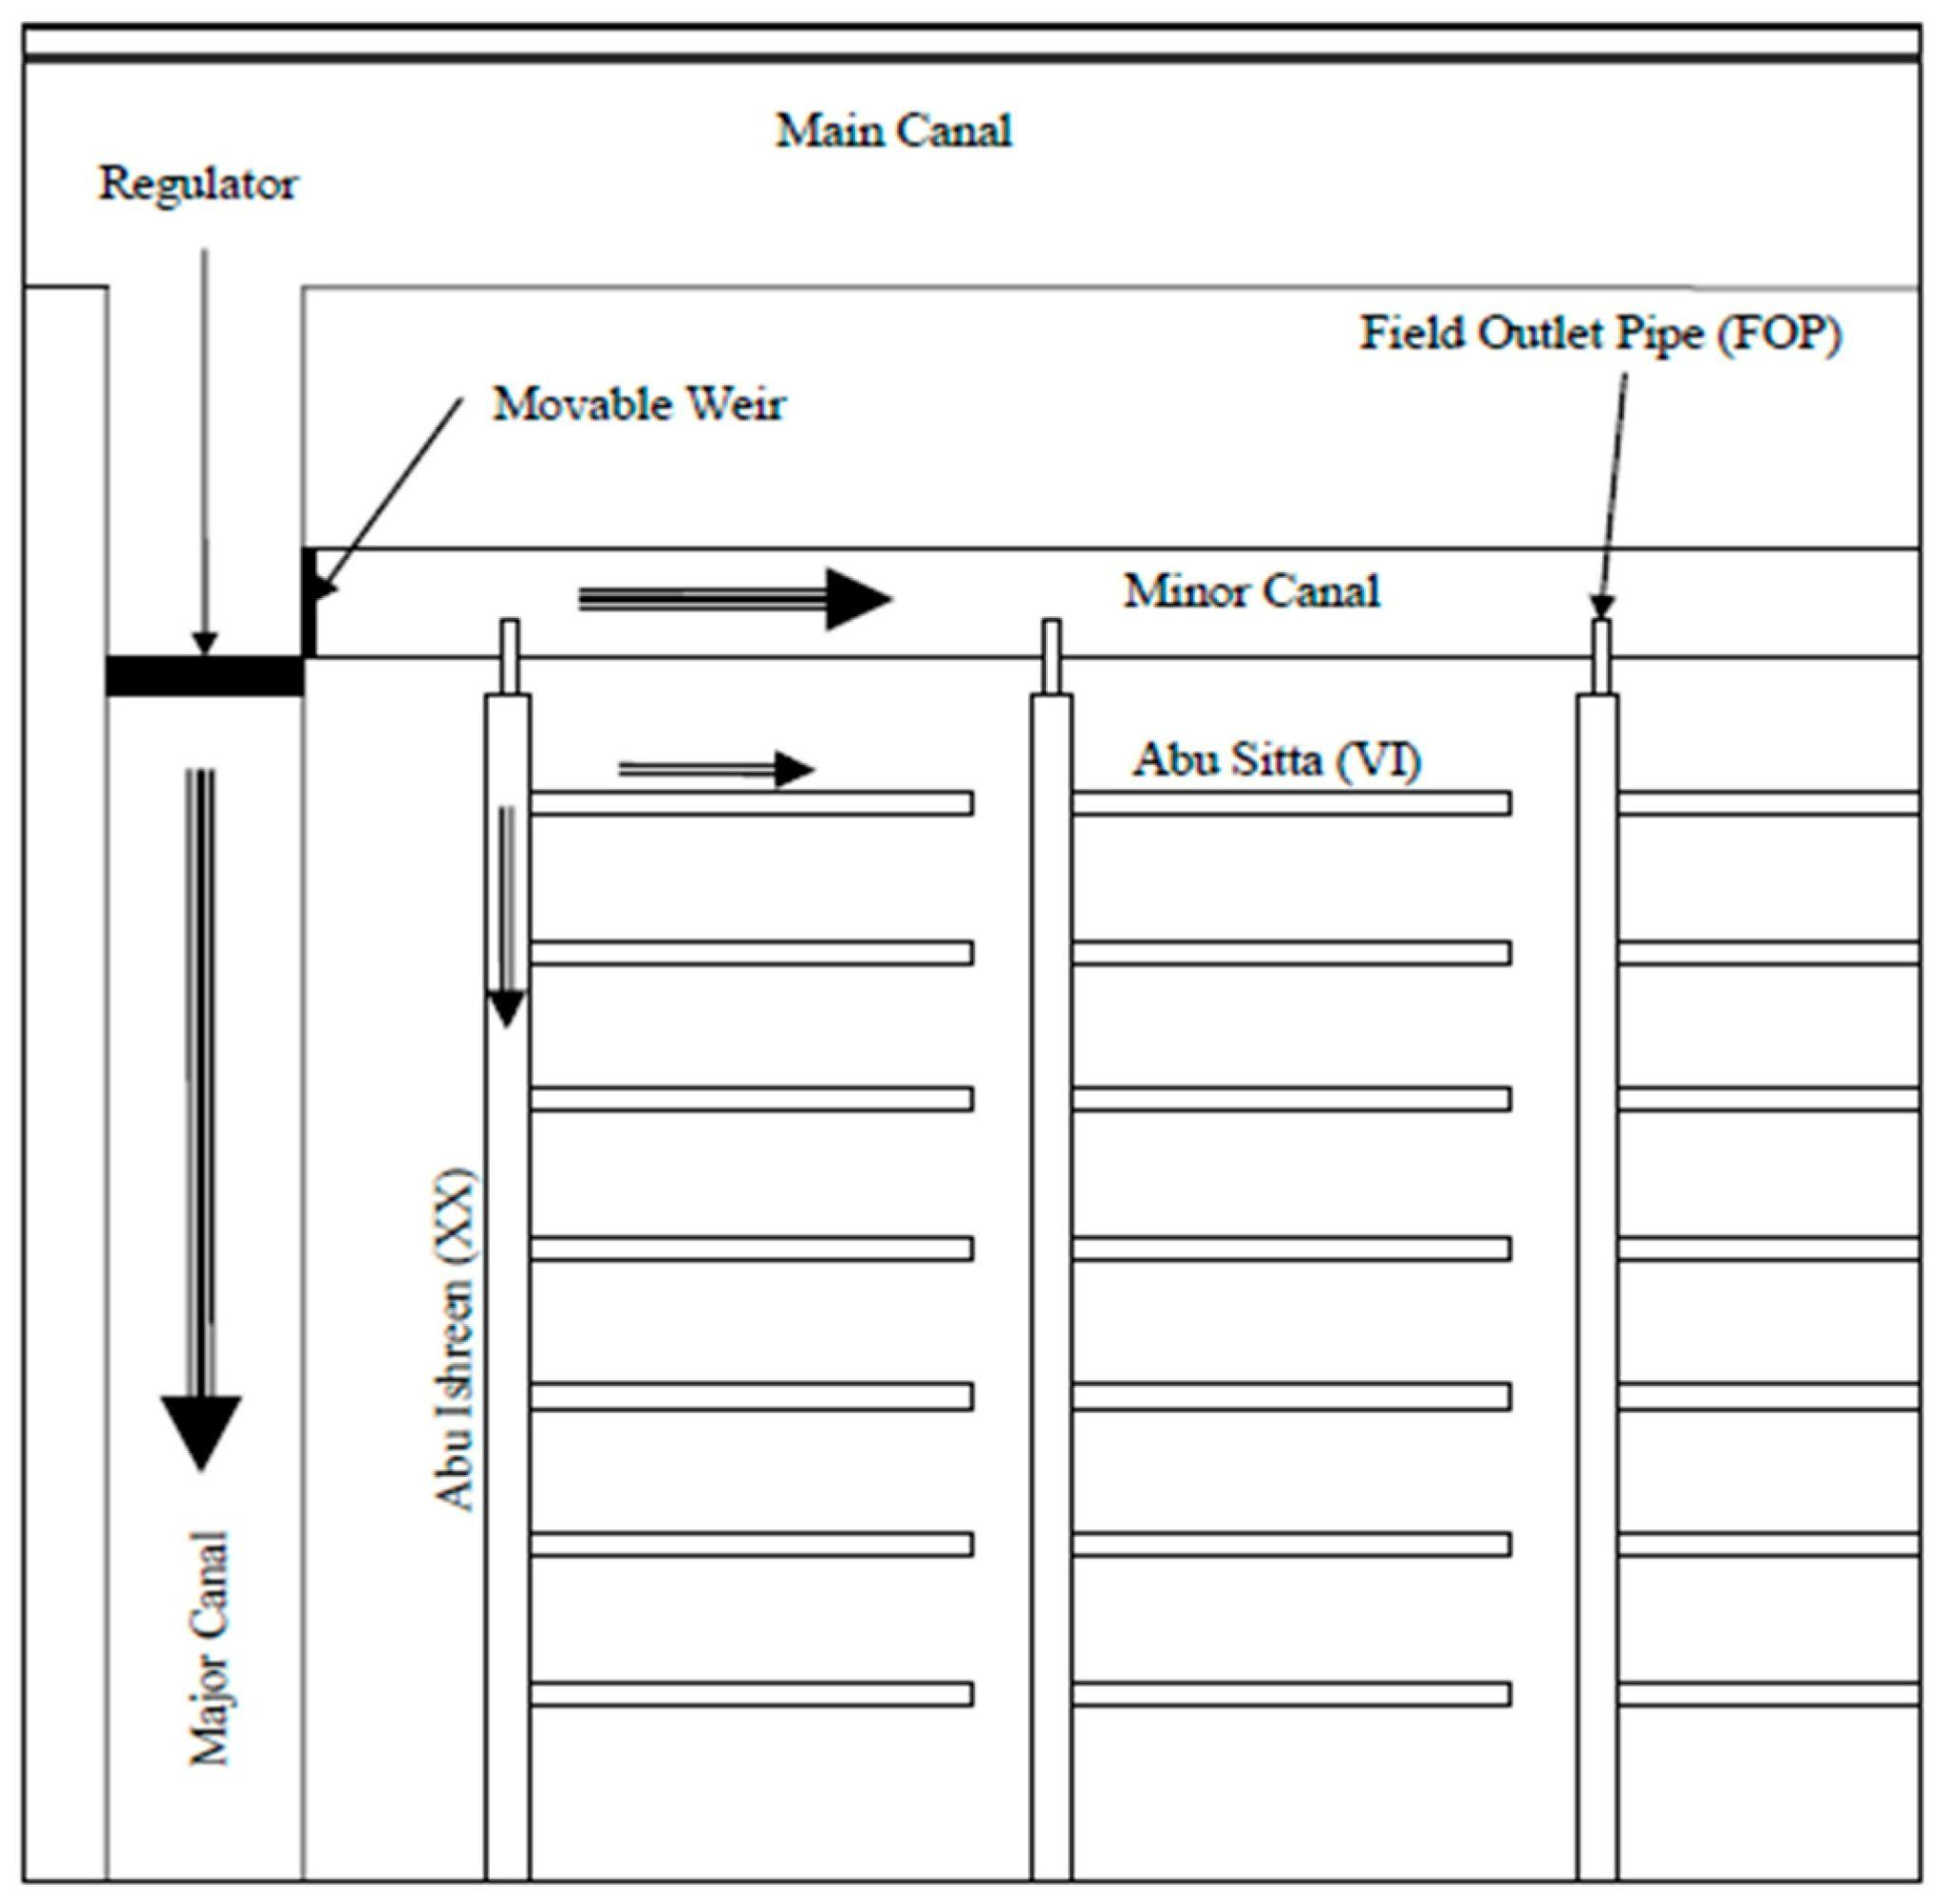 Main Canal
Regulator
Field Outlet Pipe (FOP)
Movable Weir
Minor Canal
Abu Sitta (VI)
Abu Ishreen (XX)
Major Canal